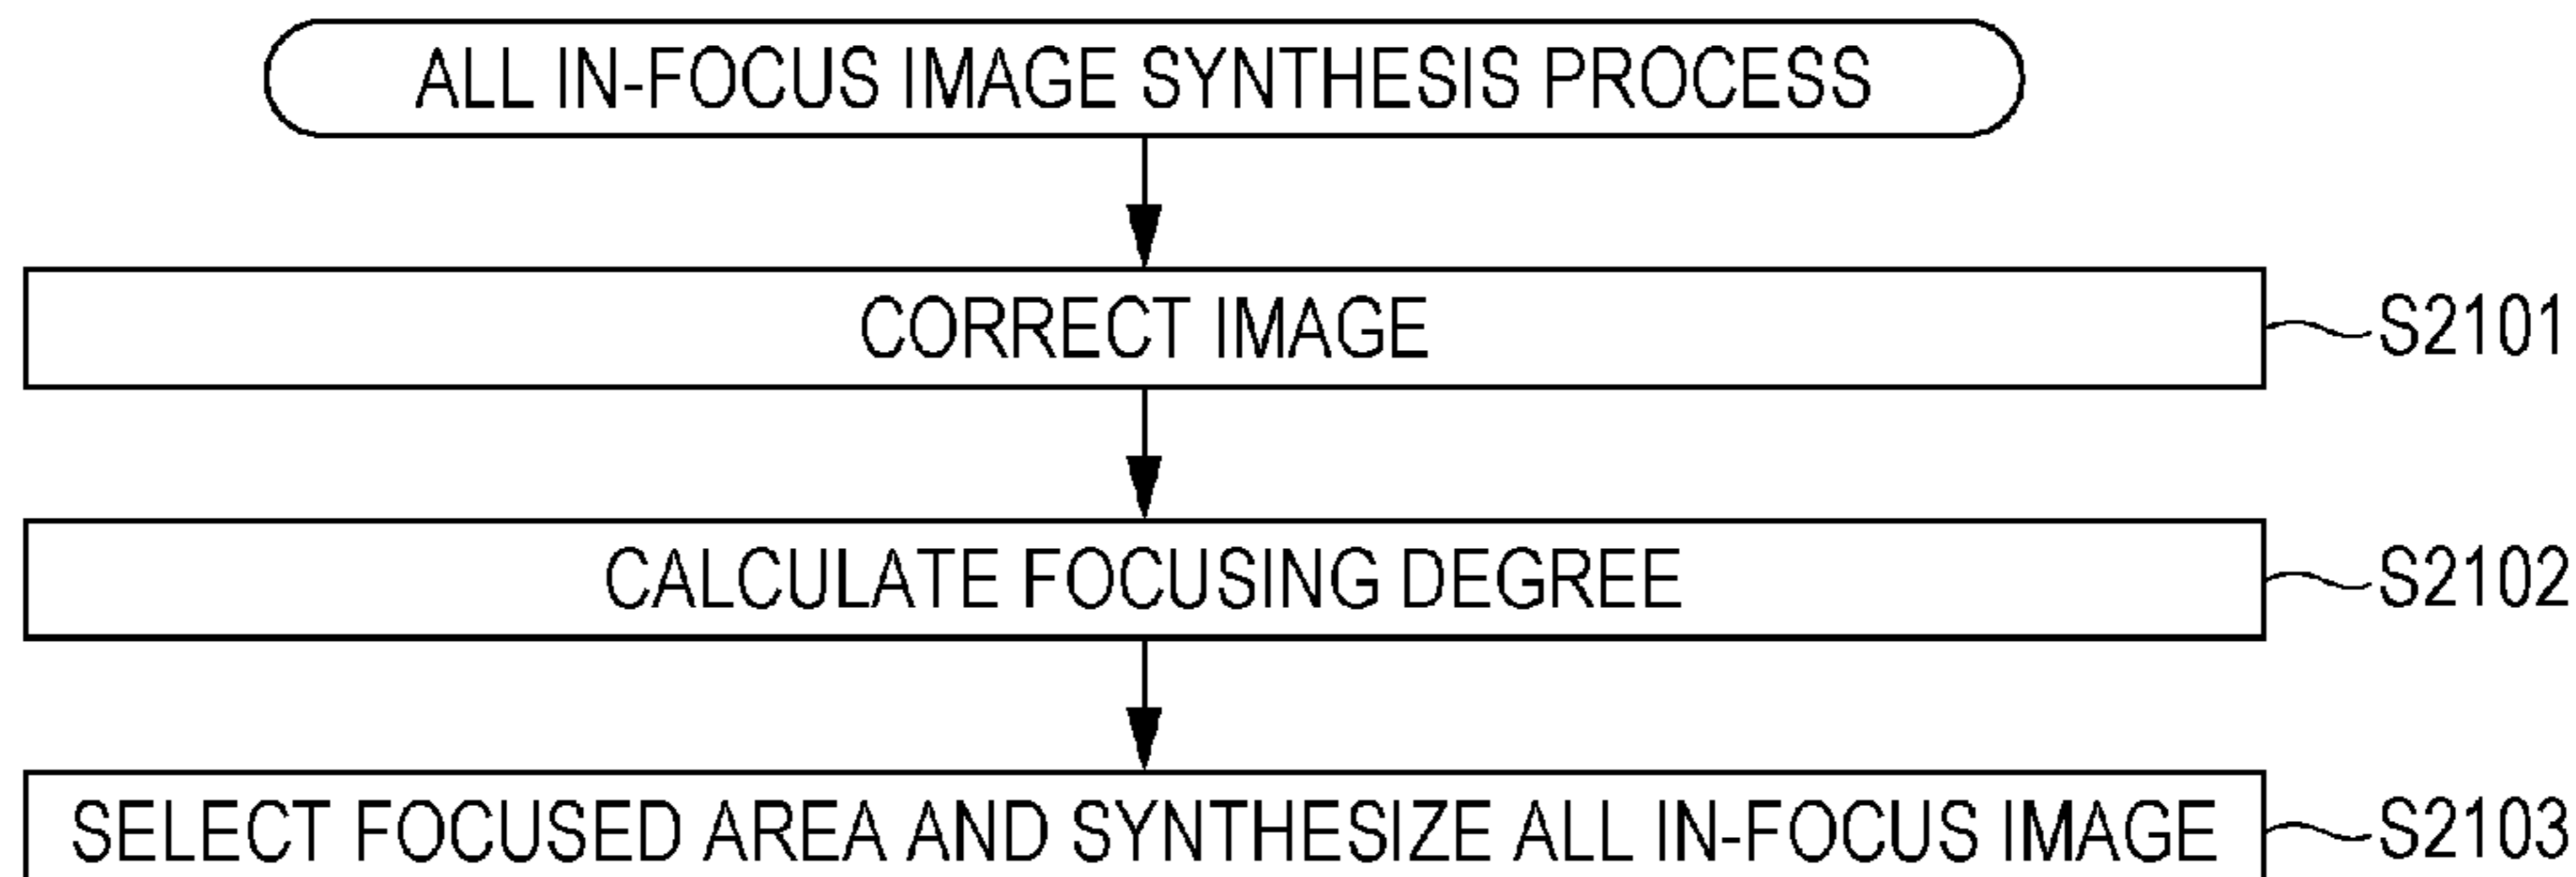 ALL IN-FOCUS IMAGE SYNTHESIS PROCESS
CORRECT IMAGE
S2101
CALCULATE FOCUSING DEGREE
S2102
SELECT FOCUSED AREA AND SYNTHESIZE ALL IN-FOCUS IMAGE
S2103